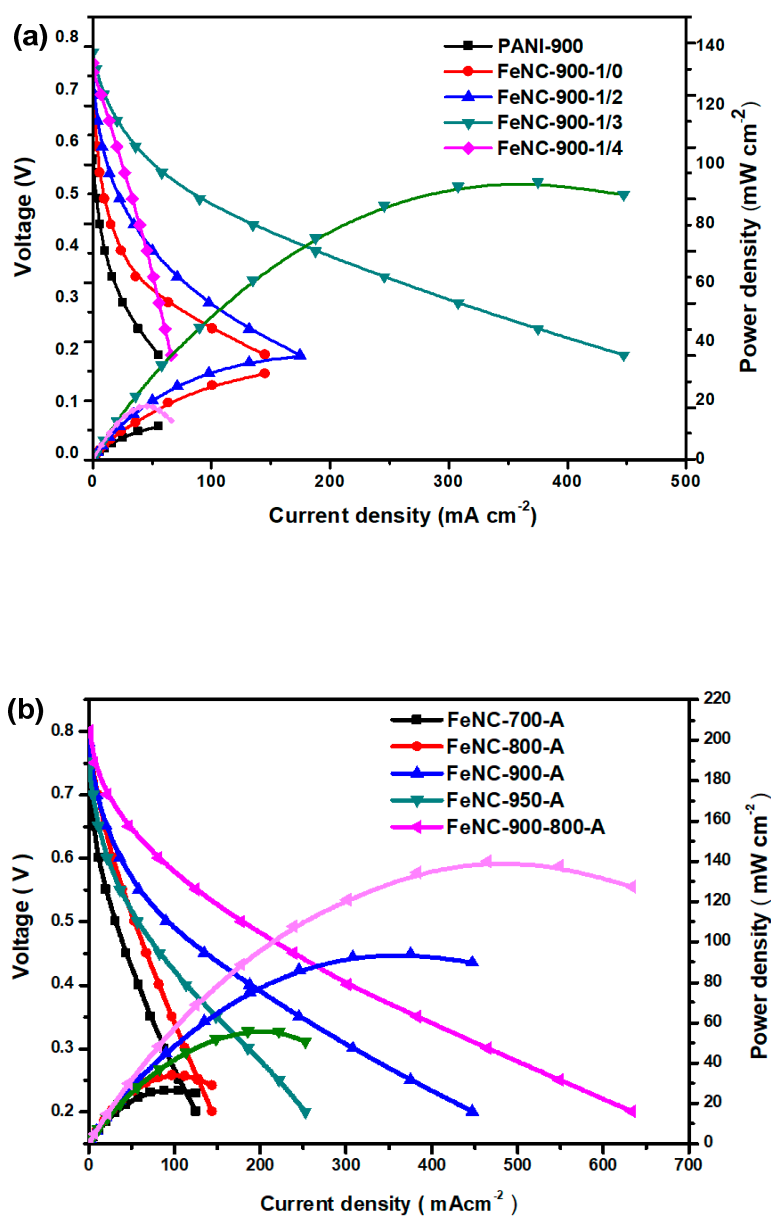 (a)
PANI-900
FeNC-900-1/0
FeNC-900-1/2
FeNC-900-1/3
FeNC-900-1/4
0.8
0.7
0.6
0.5
0.4
0.3
0.2
0.1
0.0
Voltage (V)
140
120
100
80
60
40
20
0
Power density (mW cm-2)
0 100 200 300 400 500
Current density (mA cm-2)
(b)
FeNC-700-A
FeNC-800-A
FeNC-900-A
FeNC-950-A
FeNC-900-800-A
0.8
0.7
0.6
0.5
0.4
0.3
0.2
Voltage ( V )
220
200
180
160
140
120
100
80
60
40
20
0
Power density ( mW cm-2)
0 100 200 300 400 500 600 700
Current density ( mAcm-2 )